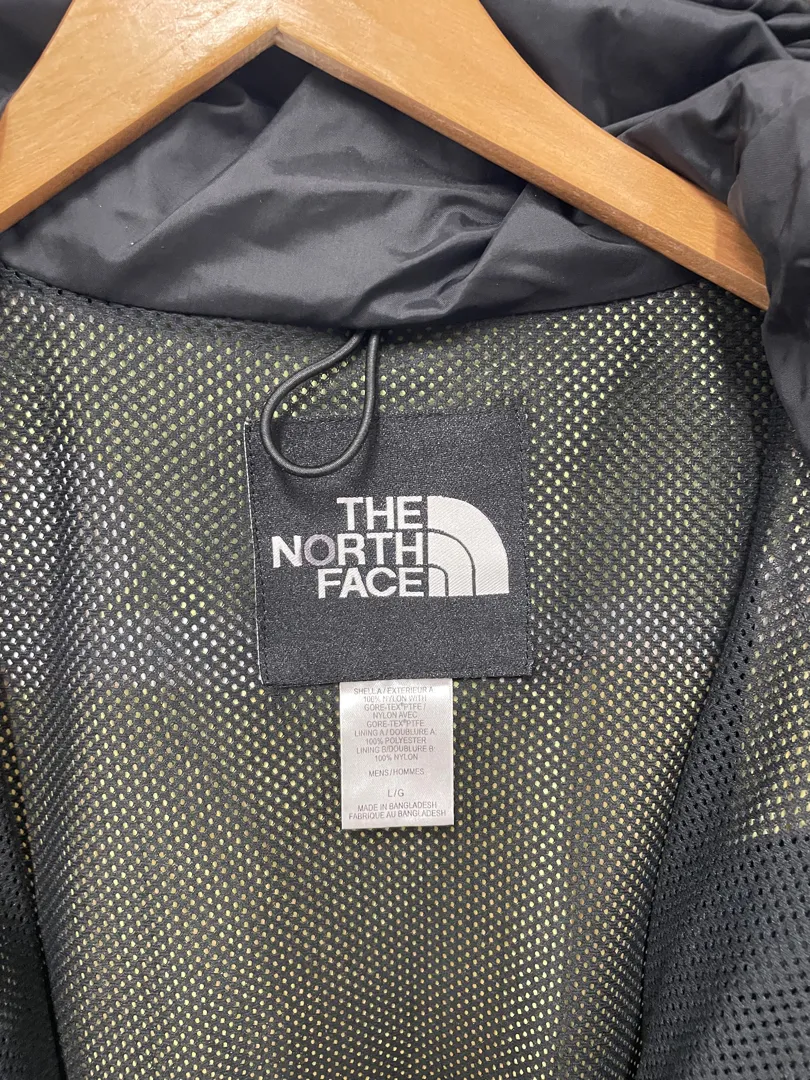 THE
NORTH
FACE
SHELLA/EXTERIEUR A
100% NYLON WITH
GORE-TEX®PTFE/
NYLON AVEC
GORE-TEX®PTFE
LINING A/DOUBLURE A:
100% POLYESTER
LINING B/DOUBLURE B:
100% NYLON
MENS/HOMMES
L/G
MADE IN BANGLADESH
FABRIQUE AU BANGLADESH